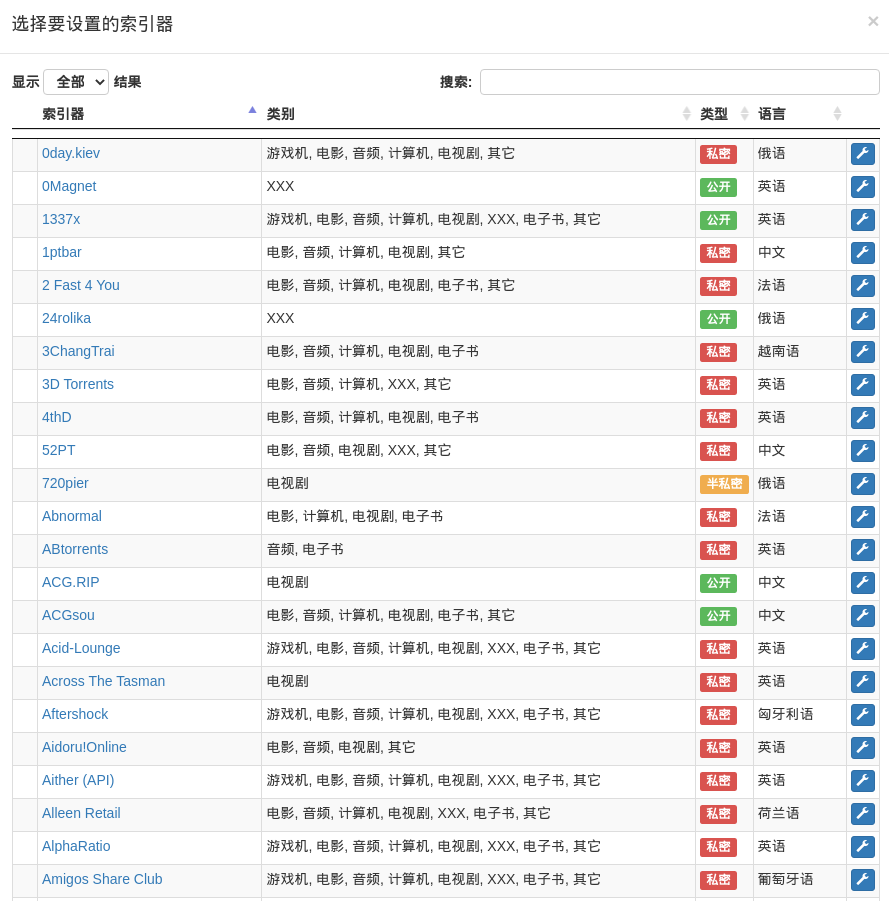 选择要设置的索引器 ×
显示 全部 结果 搜索:
索引器 类别 类型 语言
0day.kiev 游戏机, 电影, 音频, 计算机, 电视剧, 其它 私密 俄语
0Magnet XXX 公开 英语
1337x 游戏机, 电影, 音频, 计算机, 电视剧, XXX, 电子书, 其它 公开 英语
1ptbar 电影, 音频, 计算机, 电视剧, 其它 私密 中文
2 Fast 4 You 电影, 音频, 计算机, 电视剧, 电子书, 其它 私密 法语
24rolika XXX 公开 俄语
3ChangTrai 电影, 音频, 计算机, 电视剧, 电子书 私密 越南语
3D Torrents 电影, 音频, 计算机, XXX, 其它 私密 英语
4thD 电影, 音频, 计算机, 电视剧, 电子书 私密 英语
52PT 电影, 音频, 电视剧, XXX, 其它 私密 中文
720pier 电视剧 半私密 俄语
Abnormal 电影, 计算机, 电视剧, 电子书 私密 法语
ABtorrents 音频, 电子书 私密 英语
ACG.RIP 电视剧 公开 中文
ACGsou 电影, 音频, 计算机, 电视剧, 电子书, 其它 公开 中文
Acid-Lounge 游戏机, 电影, 音频, 计算机, 电视剧, XXX, 电子书, 其它 私密 英语
Across The Tasman 电视剧 私密 英语
Aftershock 游戏机, 电影, 音频, 计算机, 电视剧, XXX, 电子书, 其它 私密 匈牙利语
Aidoru!Online 电影, 音频, 电视剧, 其它 私密 英语
Aither (API) 游戏机, 电影, 音频, 计算机, 电视剧, XXX, 电子书, 其它 私密 英语
Alleen Retail 电影, 音频, 计算机, 电视剧, XXX, 电子书, 其它 私密 荷兰语
AlphaRatio 游戏机, 电影, 音频, 计算机, 电视剧, XXX, 电子书, 其它 私密 英语
Amigos Share Club 游戏机, 电影, 音频, 计算机, 电视剧, XXX, 电子书, 其它 私密 葡萄牙语